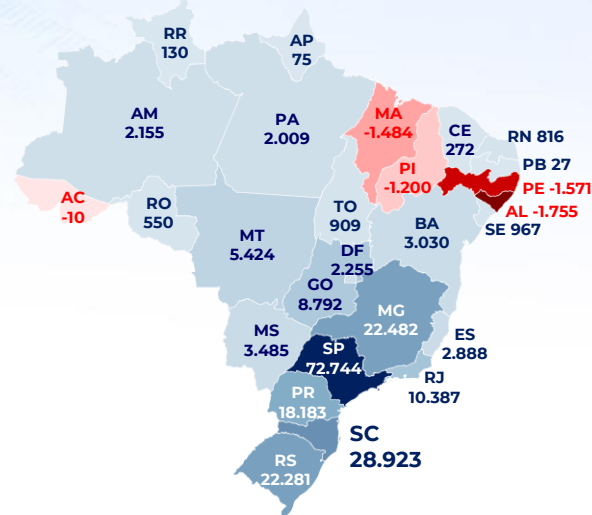 RR
130
AP
75
AM
2.155
PA
2.009
MA
-1.484
CE
272
RN 816
PB 27
PI
-1.200
PE -1.571
AL -1.755
SE 967
AC
-10
RO
550
TO
909
BA
3.030
MT
5.424
DF
2.255
GO
8.792
MG
22.482
MS
3.485
ES
2.888
SP
72.744
RJ
10.387
PR
18.183
SC
28.923
RS
22.281